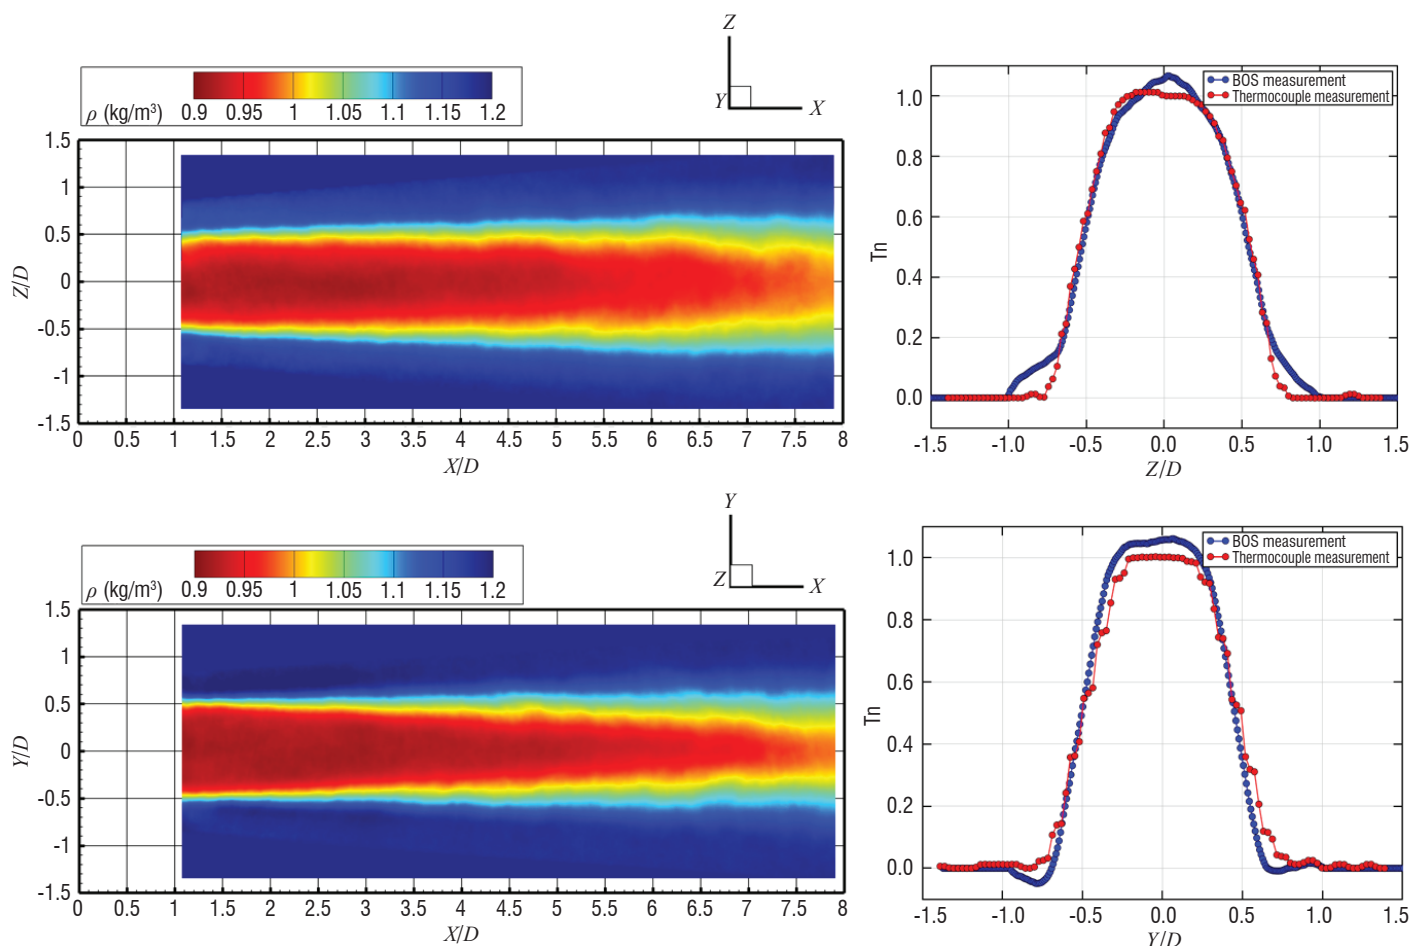 Z
Y
X
ρ (kg/m³)
0.9 0.95 1 1.05 1.1 1.15 1.2
1.5
1
0.5
0
-0.5
-1
-1.5
Z/D
0 0.5 1 1.5 2 2.5 3 3.5 4 4.5 5 5.5 6 6.5 7 7.5 8
X/D
BOS measurement
Thermocouple measurement
1.0
0.8
0.6
0.4
0.2
0.0
Tn
-1.5 -1.0 -0.5 0.0 0.5 1.0 1.5
Z/D
Y
Z
X
ρ (kg/m³)
0.9 0.95 1 1.05 1.1 1.15 1.2
1.5
1
0.5
0
-0.5
-1
-1.5
Y/D
0 0.5 1 1.5 2 2.5 3 3.5 4 4.5 5 5.5 6 6.5 7 7.5 8
X/D
BOS measurement
Thermocouple measurement
1.0
0.8
0.6
0.4
0.2
0.0
Tn
-1.5 -1.0 -0.5 0.0 0.5 1.0 1.5
Y/D